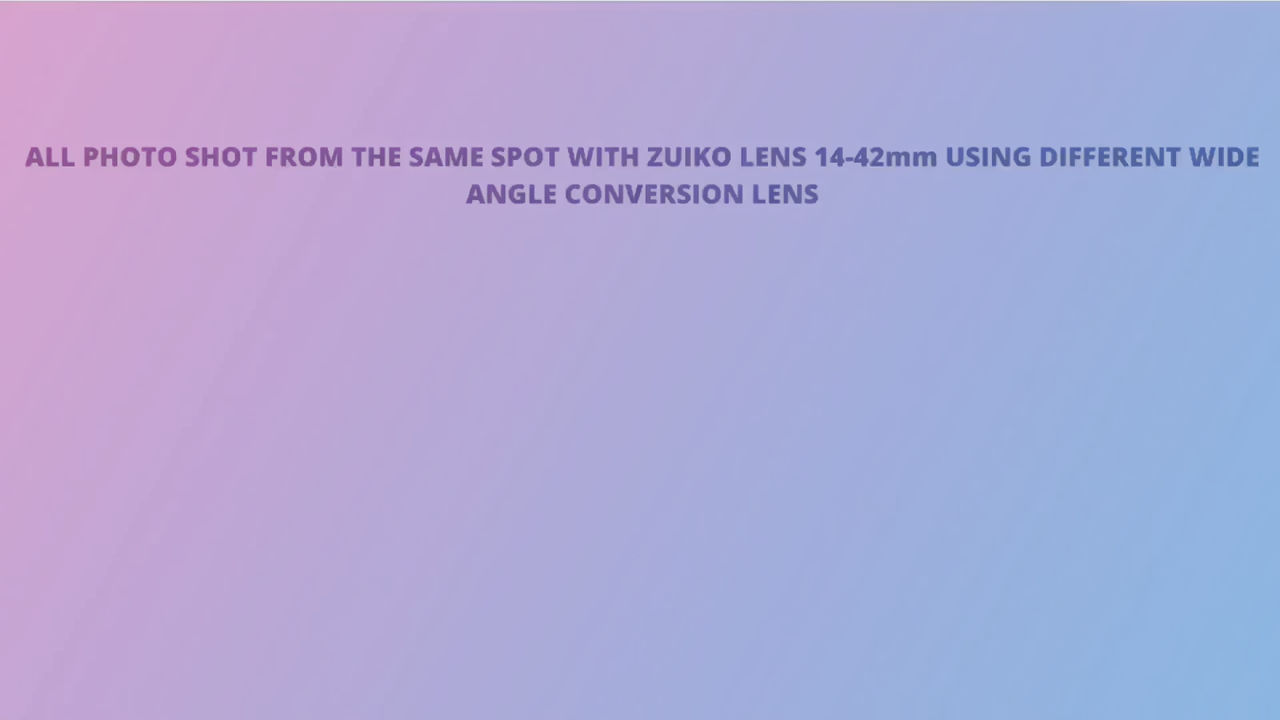 ALL PHOTO SHOT FROM THE SAME SPOT WITH ZUIKO LENS 14-42mm USING DIFFERENT WIDE
ANGLE CONVERSION LENS